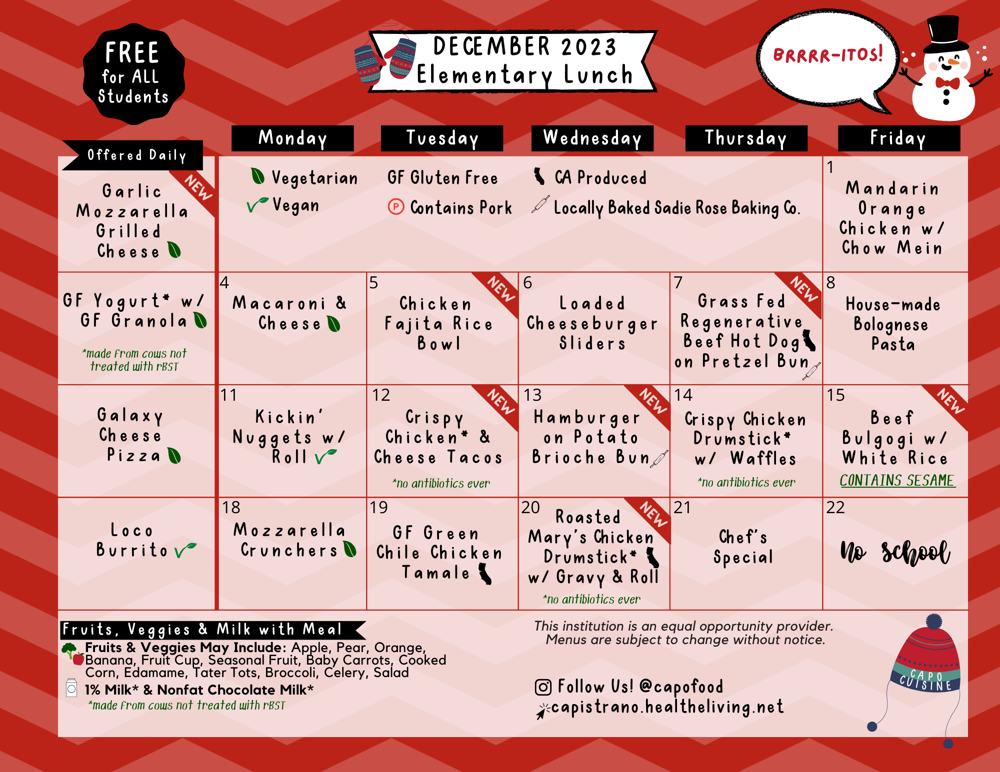 FREE
for ALL
Students
DECEMBER 2023
Elementary Lunch
BRRRR-ITOS!
Monday
Tuesday
Wednesday
Thursday
Friday
Offered Daily
NEW
Garlic
Mozzarella
Grilled
Cheese
Vegetarian
GF Gluten Free
CA Produced
Vegan
P Contains Pork
Locally Baked Sadie Rose Baking Co.
1
Mandarin
Orange
Chicken w/
Chow Mein
GF Yogurt* w/
GF Granola
*made from cows not
treated with rBST
4
Macaroni &
Cheese
5
NEW
Chicken
Fajita Rice
Bowl
6
Loaded
Cheeseburger
Sliders
7
NEW
Grass Fed
Regenerative
Beef Hot Dog
on Pretzel Bun
8
House-made
Bolognese
Pasta
Galaxy
Cheese
Pizza
11
Kickin'
Nuggets w/
Roll
12
NEW
Crispy
Chicken* &
Cheese Tacos
*no antibiotics ever
13
NEW
Hamburger
on Potato
Brioche Bun
14
Crispy Chicken
Drumstick*
w/ Waffles
*no antibiotics ever
15
NEW
Beef
Bulgogi w/
White Rice
CONTAINS SESAME
Loco
Burrito
18
Mozzarella
Crunchers
19
GF Green
Chile Chicken
Tamale
20
NEW
Roasted
Mary's Chicken
Drumstick*
w/ Gravy & Roll
*no antibiotics ever
21
Chef's
Special
22
No School
Fruits, Veggies & Milk with Meal
Fruits & Veggies May Include: Apple, Pear, Orange,
Banana, Fruit Cup, Seasonal Fruit, Baby Carrots, Cooked
Corn, Edamame, Tater Tots, Broccoli, Celery, Salad
1% Milk* & Nonfat Chocolate Milk*
*made from cows not treated with rBST
This institution is an equal opportunity provider.
Menus are subject to change without notice.
Follow Us! @capofood
capistrano.healtheliving.net
CAPO
CUISINE